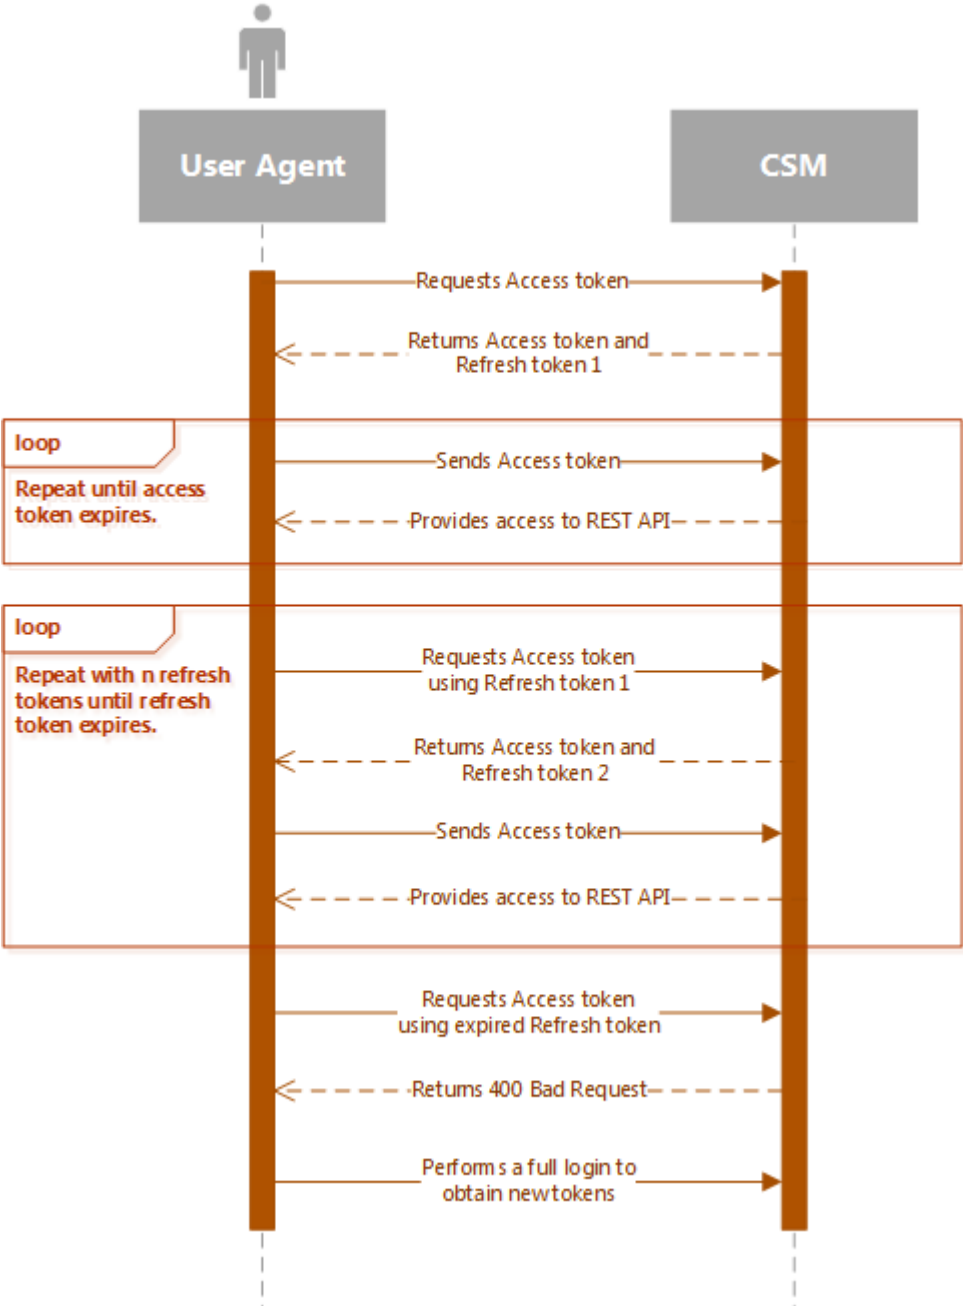 User Agent
CSM
Requests Access token
Returns Access token and
Refresh token 1
loop
Repeat until access
token expires.
Sends Access token
Provides access to REST API
loop
Repeat with n refresh
tokens until refresh
token expires.
Requests Access token
using Refresh token 1
Returns Access token and
Refresh token 2
Sends Access token
Provides access to REST API
Requests Access token
using expired Refresh token
Returns 400 Bad Request
Performs a full login to
obtain new tokens